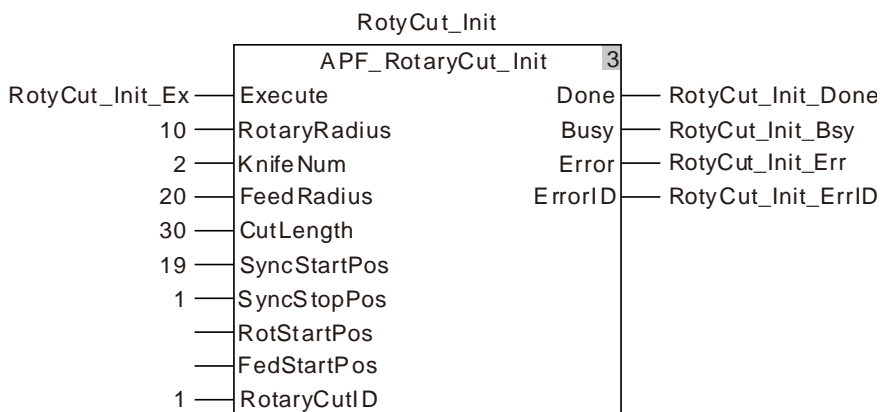 RotyCut_Init
APF_RotaryCut_Init 3
RotyCut_Init_Ex Execute Done RotyCut_Init_Done
10 RotaryRadius Busy RotyCut_Init_Bsy
2 KnifeNum Error RotyCut_Init_Err
20 FeedRadius ErrorID RotyCut_Init_ErrID
30 CutLength
19 SyncStartPos
1 SyncStopPos
RotStartPos
FedStartPos
1 RotaryCutID